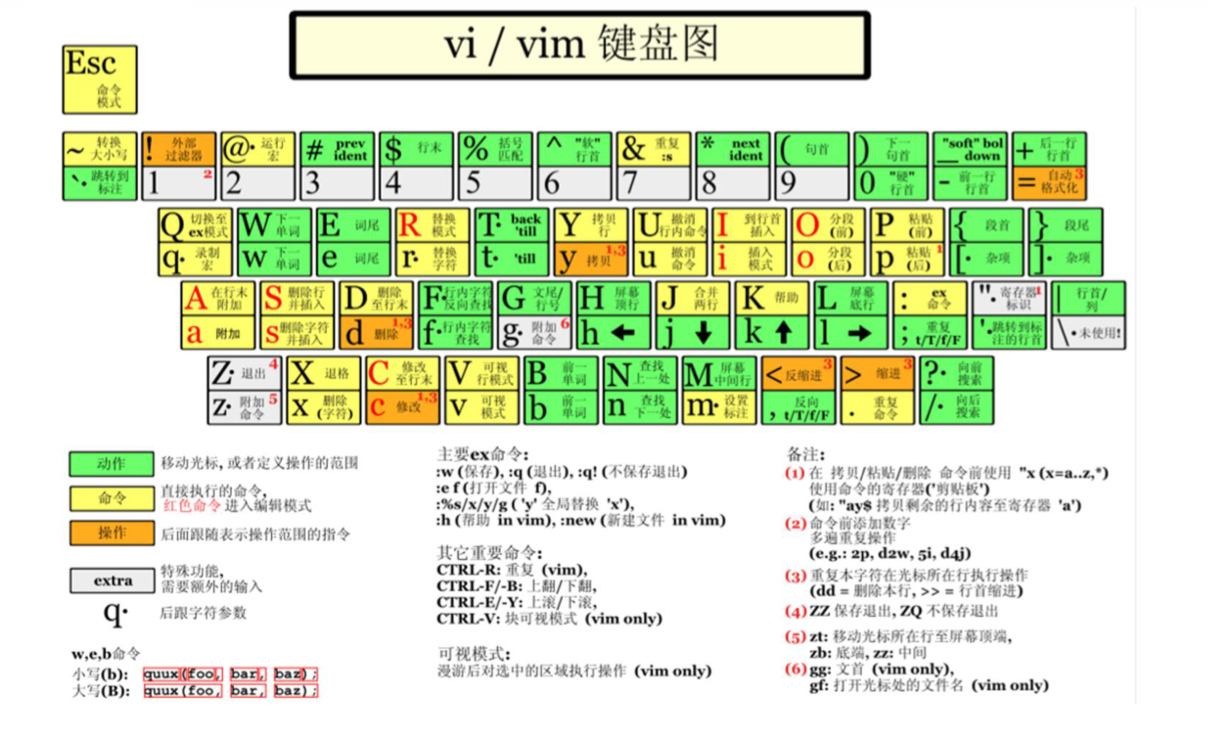 vi / vim 键盘图
Esc 命令模式
~ 转换大小写
! 外部过滤器
@· 运行宏
# prev ident
$ 行末
% 括号匹配
^ "软"行首
& 重复 :s
* next ident
( 句首
) 下一句首
"soft" bol down
_
+ 后一行行首
`· 跳转到标注
1 2
2
3
4
5
6
7
8
9
0 "硬"行首
- 前一行行首
= 自动格式化 3
Q 切换至ex模式
W 下一单词
E 词尾
R 替换模式
T· back 'till
Y 拷贝行
U 撤消行内命令
I 到行首插入
O 分段(前)
P 粘贴(前)
{ 段首
} 段尾
q· 录制宏
w 下一单词
e 词尾
r· 替换字符
t· 'till
y 拷贝 1,3
u 撤消命令
i 插入模式
o 分段(后)
p 粘贴(后) 1
[· 杂项
]· 杂项
A 在行末附加
S 删除行并插入
D 删除至行末
F· 行内字符反向查找
G 文尾/行号
H 屏幕顶行
J 合并两行
K 帮助
L 屏幕底行
: ex命令
"· 寄存器标识 1
| 行首/列
a 附加
s 删除字符并插入
d 删除 1,3
f· 行内字符查找
g· 附加命令 6
h ←
j ↓
k ↑
l →
; 重复 t/T/f/F
'· 跳转到标注的行首
\· 未使用!
Z· 退出 4
X 退格
C 修改至行末
V 可视行模式
B 前一单词
N 查找上一处
M 屏幕中间行
< 反缩进 3
> 缩进 3
?· 向前搜索
z· 附加命令 5
x 删除(字符)
c 修改 1,3
v 可视模式
b 前一单词
n 查找下一处
m· 设置标注
, 反向 t/T/f/F
. 重复命令
/· 向后搜索
动作 移动光标, 或者定义操作的范围
命令 直接执行的命令,
红色命令 进入编辑模式
操作 后面跟随表示操作范围的指令
extra 特殊功能,
需要额外的输入
q· 后跟字符参数
w,e,b命令
小写(b): quux(foo, bar, baz);
大写(B): quux(foo, bar, baz);
主要ex命令:
:w (保存), :q (退出), :q! (不保存退出)
:e f (打开文件 f),
:%s/x/y/g ( 'y' 全局替换 'x'),
:h (帮助 in vim), :new (新建文件 in vim)
其它重要命令:
CTRL-R: 重复 (vim),
CTRL-F/-B: 上翻/下翻,
CTRL-E/-Y: 上滚/下滚,
CTRL-V: 块可视模式 (vim only)
可视模式:
漫游后对选中的区域执行操作 (vim only)
备注:
(1) 在 拷贝/粘贴/删除 命令前使用 "x (x=a..z,*)
使用命令的寄存器('剪贴板')
(如: "ay$ 拷贝剩余的行内容至寄存器 'a')
(2) 命令前添加数字
多遍重复操作
(e.g.: 2p, d2w, 5i, d4j)
(3) 重复本字符在光标所在行执行操作
(dd = 删除本行, >> = 行首缩进)
(4) ZZ 保存退出, ZQ 不保存退出
(5) zt: 移动光标所在行至屏幕顶端,
zb: 底端, zz: 中间
(6) gg: 文首 (vim only),
gf: 打开光标处的文件名 (vim only)